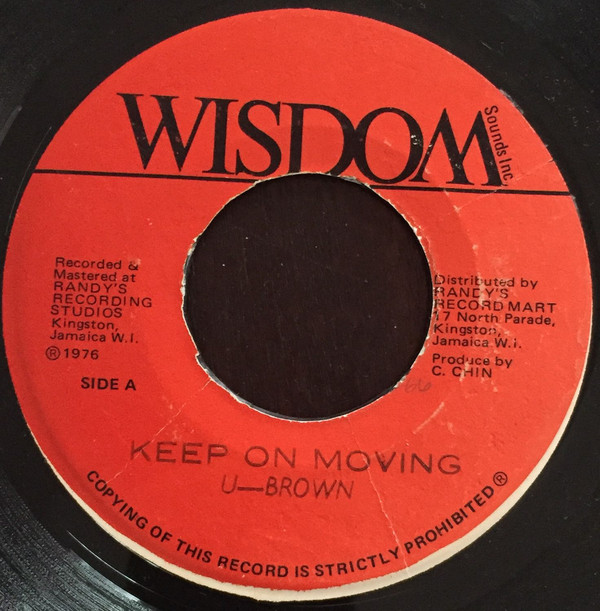 WISDOM
Sounds Inc.
Recorded &
Mastered at
RANDY'S
RECORDING
STUDIOS
Kingston,
Jamaica W.I.
℗ 1976
SIDE A
Distributed by
RANDY'S
RECORD MART
17 North Parade,
Kingston,
Jamaica W.I.
Produce by
C. CHIN
66
KEEP ON MOVING
U—BROWN
COPYING OF THIS RECORD IS STRICTLY PROHIBITED ®